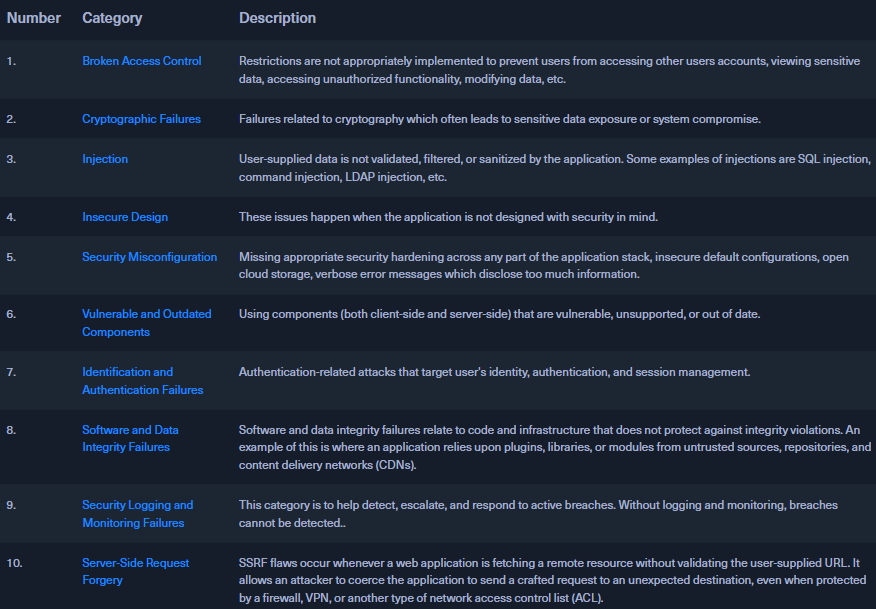 Number Category Description
1. Broken Access Control Restrictions are not appropriately implemented to prevent users from accessing other users accounts, viewing sensitive
data, accessing unauthorized functionality, modifying data, etc.
2. Cryptographic Failures Failures related to cryptography which often leads to sensitive data exposure or system compromise.
3. Injection User-supplied data is not validated, filtered, or sanitized by the application. Some examples of injections are SQL injection,
command injection, LDAP injection, etc.
4. Insecure Design These issues happen when the application is not designed with security in mind.
5. Security Misconfiguration Missing appropriate security hardening across any part of the application stack, insecure default configurations, open
cloud storage, verbose error messages which disclose too much information.
6. Vulnerable and Outdated Using components (both client-side and server-side) that are vulnerable, unsupported, or out of date.
Components
7. Identification and Authentication-related attacks that target user's identity, authentication, and session management.
Authentication Failures
8. Software and Data Software and data integrity failures relate to code and infrastructure that does not protect against integrity violations. An
Integrity Failures example of this is where an application relies upon plugins, libraries, or modules from untrusted sources, repositories, and
content delivery networks (CDNs).
9. Security Logging and This category is to help detect, escalate, and respond to active breaches. Without logging and monitoring, breaches
Monitoring Failures cannot be detected..
10. Server-Side Request SSRF flaws occur whenever a web application is fetching a remote resource without validating the user-supplied URL. It
Forgery allows an attacker to coerce the application to send a crafted request to an unexpected destination, even when protected
by a firewall, VPN, or another type of network access control list (ACL).